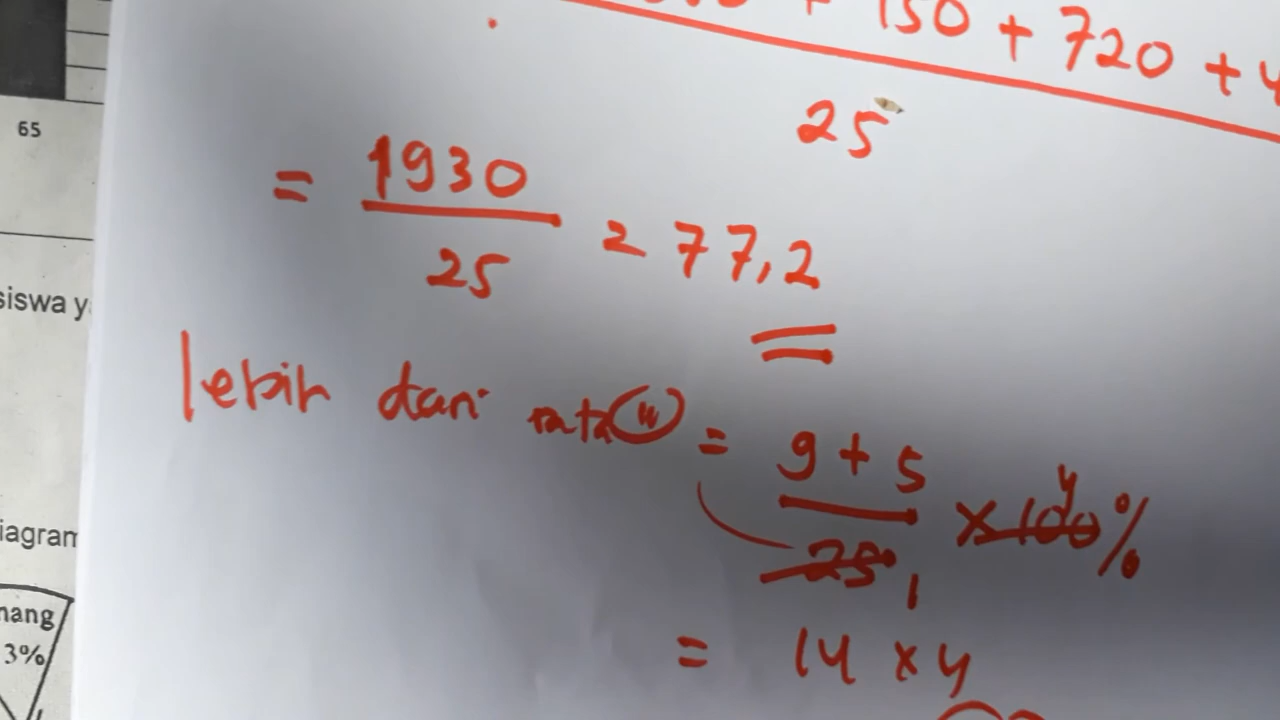 + 150 + 720 + 4
25
65
= 1930
25
= 77,2
siswa y
lebih dari rata" = 9 + 5
25
1
x 100%
4
iagram
nang
3%
= 14 x 4